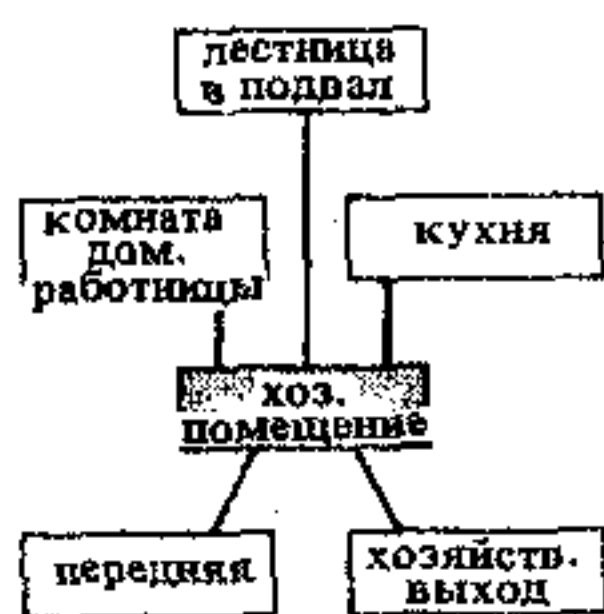 лестница
в подвал
комната
дом.
работницы
кухня
хоз.
помещение
передняя
хозяйств.
выход